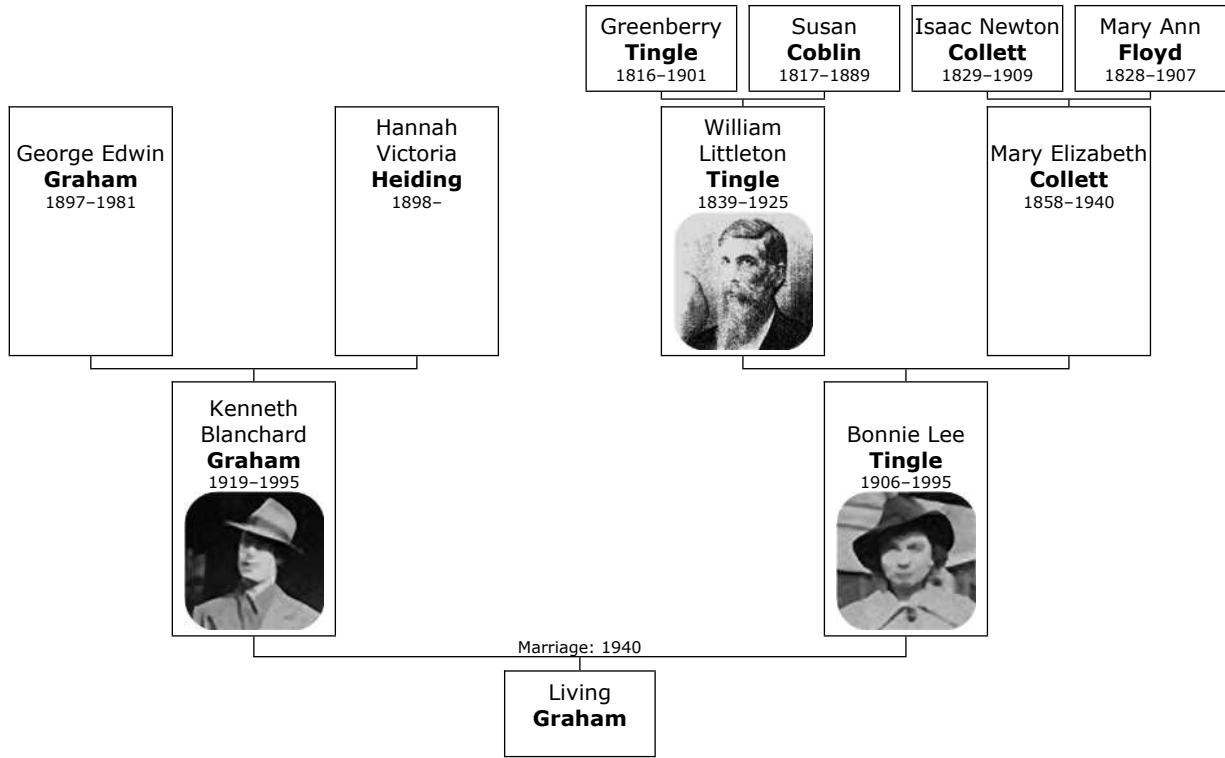 Greenberry
Tingle
1816–1901
Susan
Coblin
1817–1889
Isaac Newton
Collett
1829–1909
Mary Ann
Floyd
1828–1907
George Edwin
Graham
1897–1981
Hannah
Victoria
Heiding
1898–
William
Littleton
Tingle
1839–1925
Mary Elizabeth
Collett
1858–1940
Kenneth
Blanchard
Graham
1919–1995
Bonnie Lee
Tingle
1906–1995
Marriage: 1940
Living
Graham